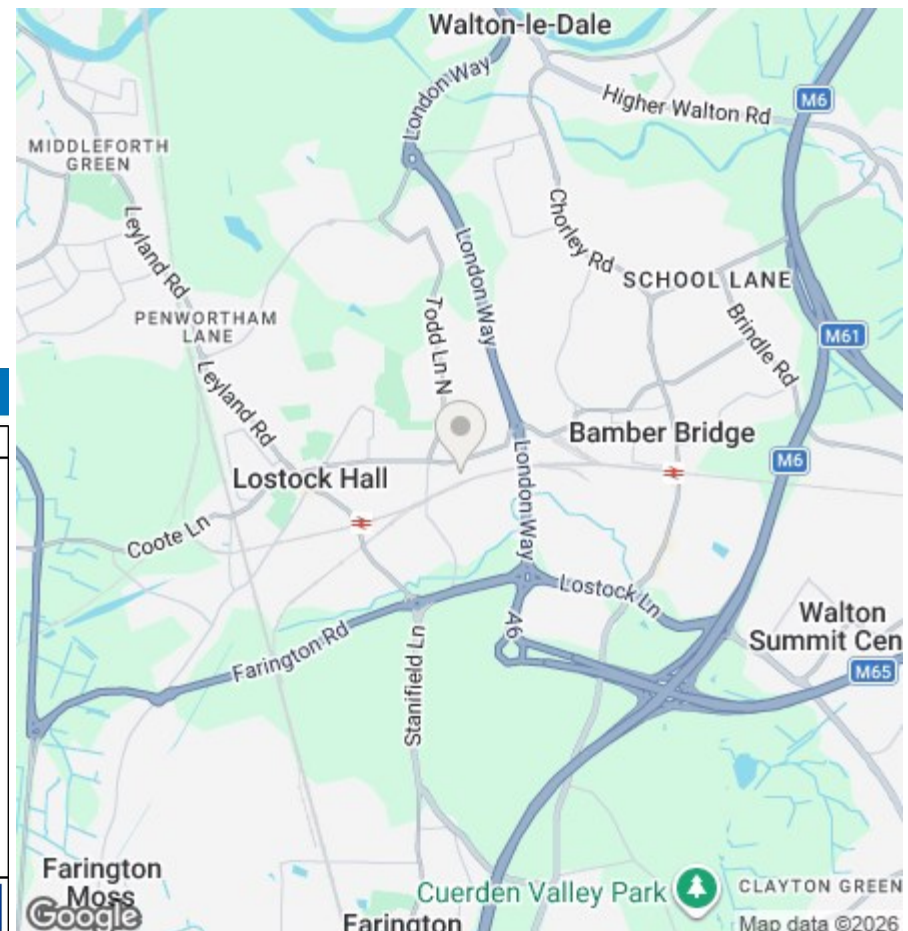 Walton-le-Dale
London Way
Higher Walton Rd
M6
MIDDLEFORTH
GREEN
Chorley Rd
Leyland Rd
London Way
SCHOOL LANE
PENWORTHAM
LANE
Todd Ln N
Brindle Rd
M61
Leyland Rd
Bamber Bridge
M6
Lostock Hall
London Way
Coote Ln
Lostock Ln
Walton
Summit Cen
A6
Farington Rd
M65
Stanifield Ln
Farington
Moss
Cuerden Valley Park
CLAYTON GREEN
Google
Farington
Map data ©2026